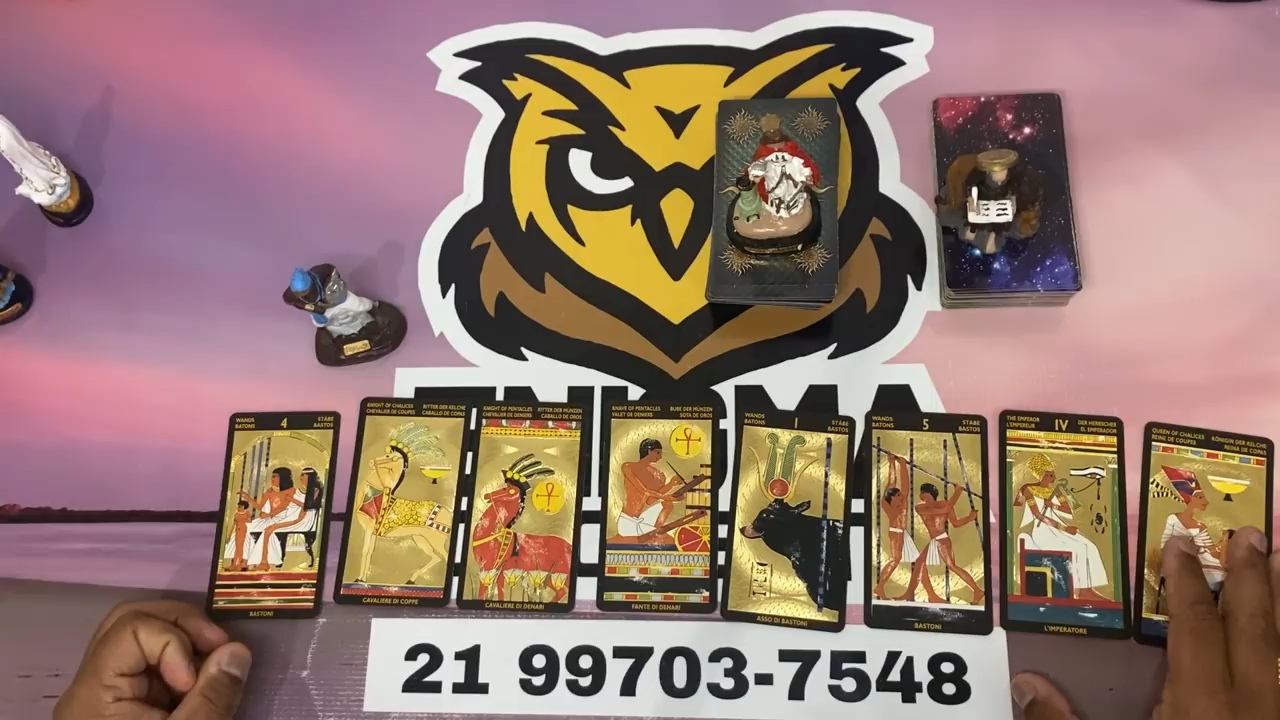 WANDS
BATONS
4
STÄBE
BASTOS
BASTONI
KNIGHT OF CHALICES
CHEVALIER DE COUPES
RITTER DER KELCHE
CABALLO DE COPAS
CAVALIERE DI COPPE
KNIGHT OF PENTACLES
CHEVALIER DE DENIERS
RITTER DER MÜNZEN
CABALLO DE OROS
CAVALIERE DI DENARI
KNAVE OF PENTACLES
VALET DE DENIERS
BUBE DER MÜNZEN
SOTA DE OROS
FANTE DI DENARI
WANDS
BATONS
I
STÄBE
BASTOS
ASSO DI BASTONI
WANDS
BATONS
5
STÄBE
BASTOS
BASTONI
THE EMPEROR
L'EMPEREUR
IV
DER HERRSCHER
EL EMPERADOR
L'IMPERATORE
QUEEN OF CHALICES
REINE DE COUPES
KÖNIGIN DER KELCHE
REINA DE COPAS
21 99703-7548